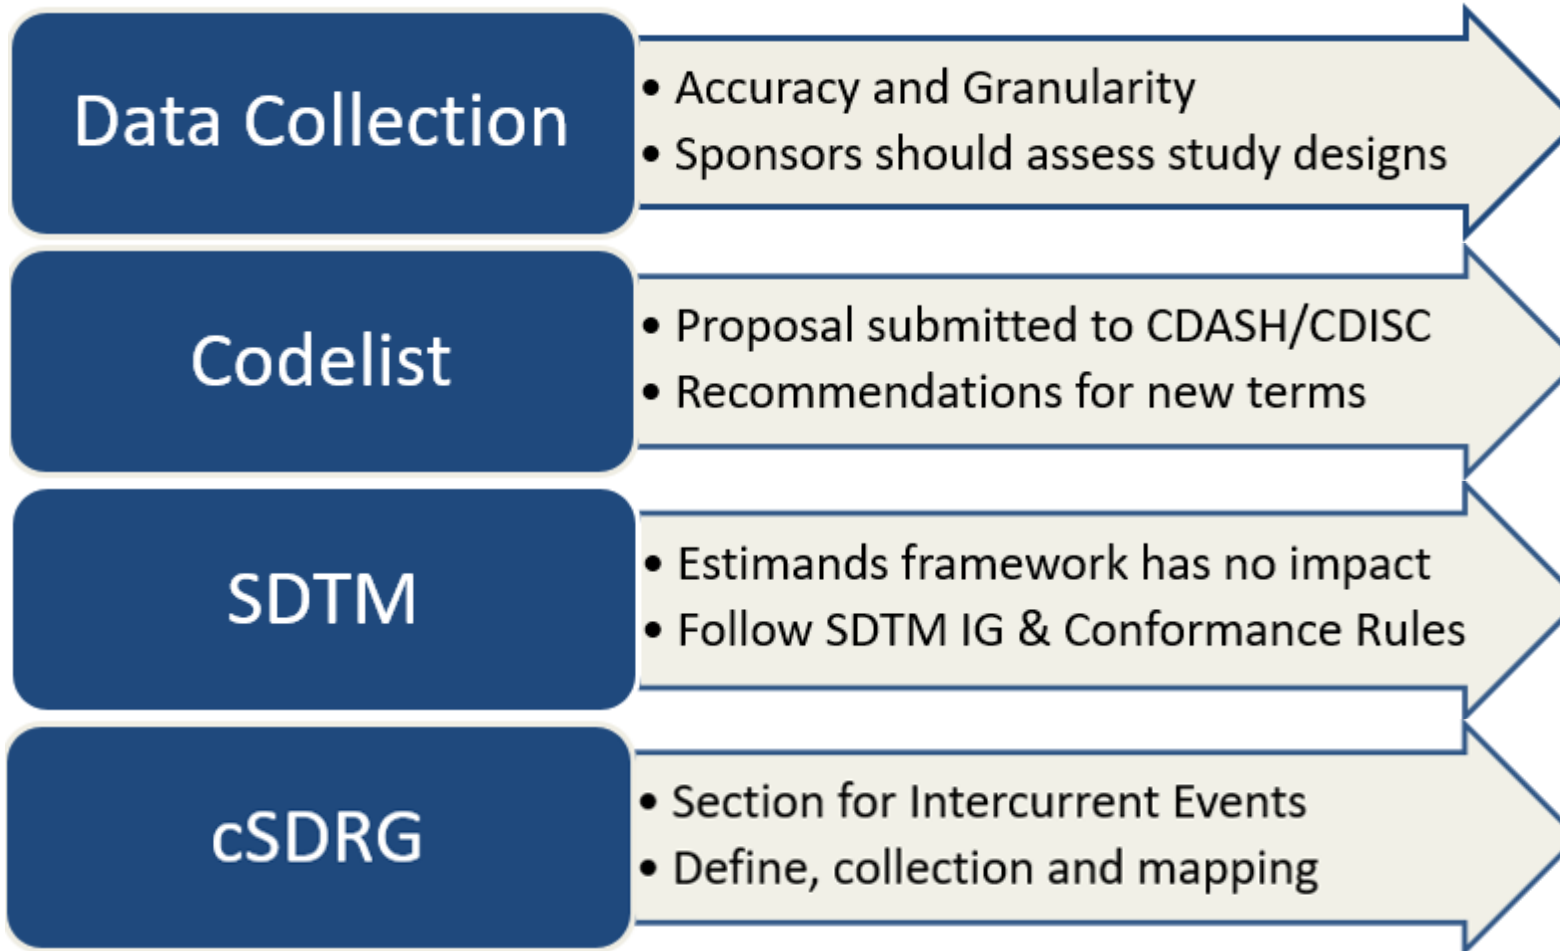 Data Collection
• Accuracy and Granularity
• Sponsors should assess study designs
Codelist
• Proposal submitted to CDASH/CDISC
• Recommendations for new terms
SDTM
• Estimands framework has no impact
• Follow SDTM IG & Conformance Rules
cSDRG
• Section for Intercurrent Events
• Define, collection and mapping